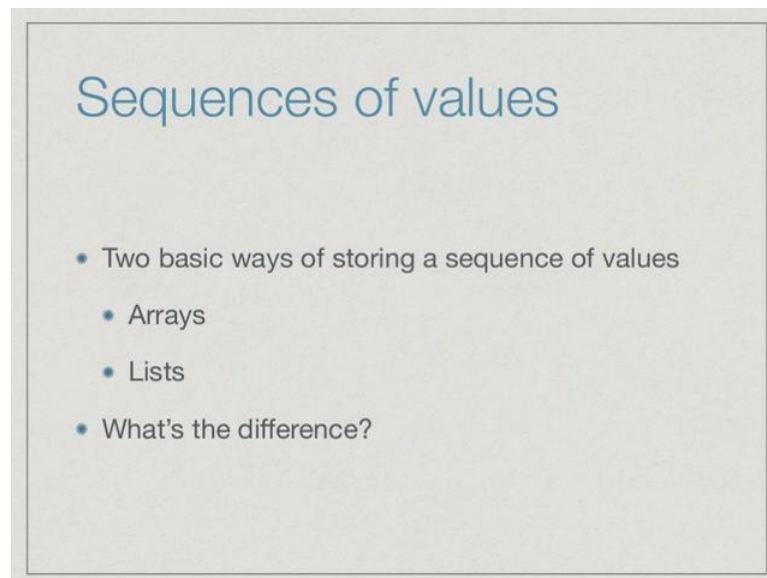 Sequences of values
Two basic ways of storing a sequence of values
Arrays
Lists
What's the difference?